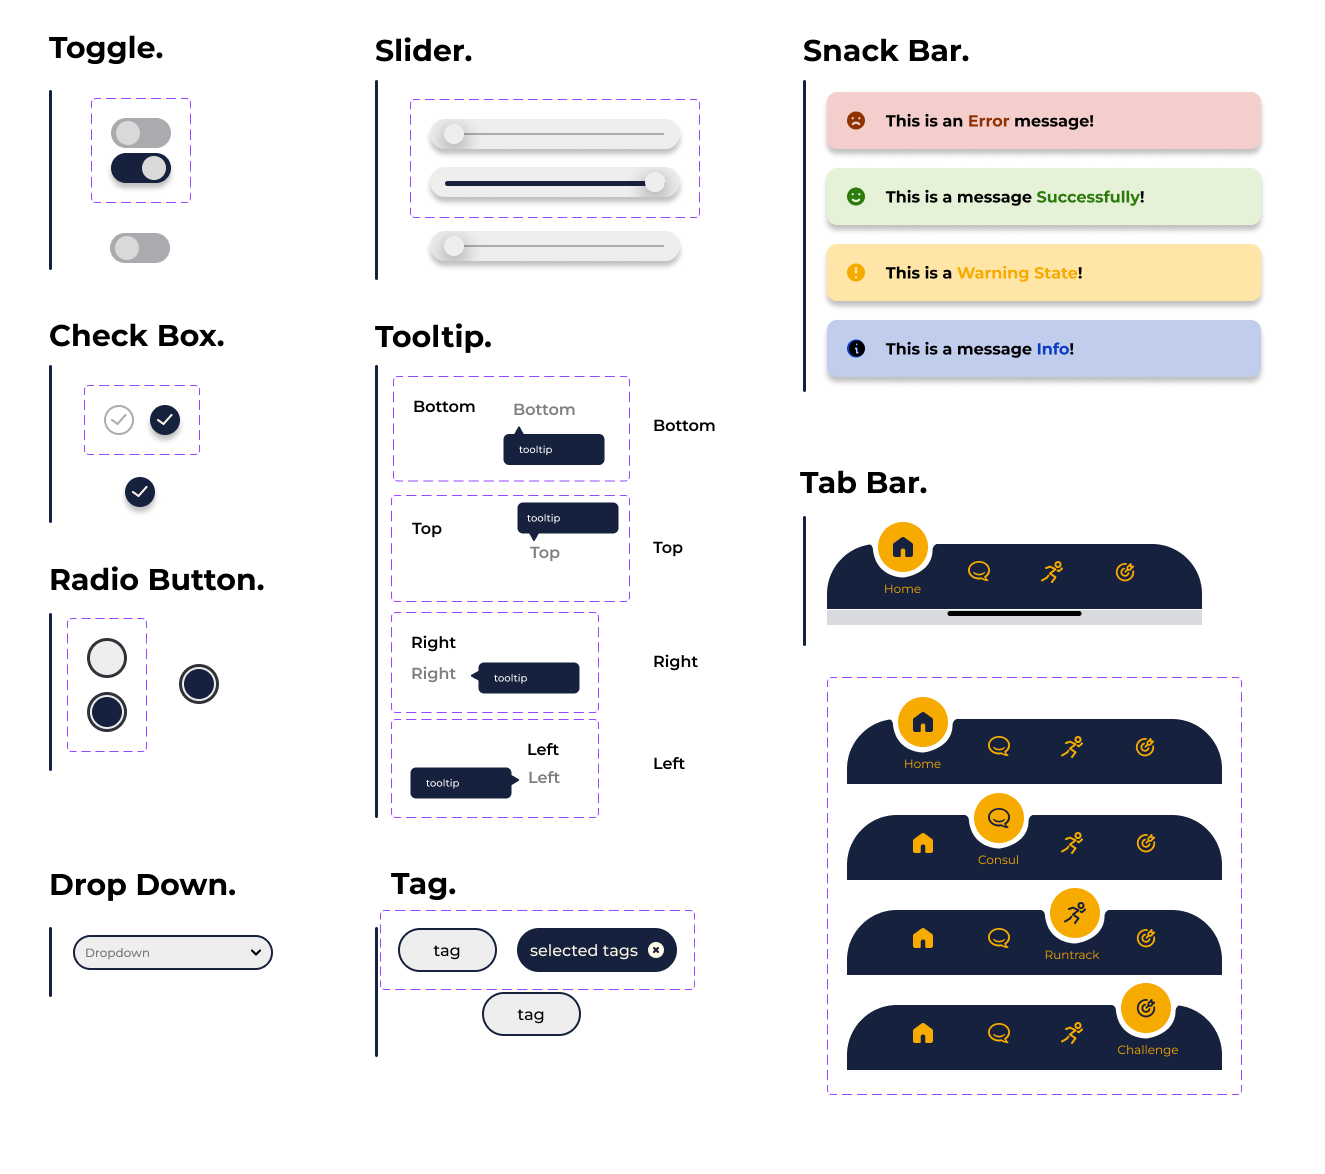 Toggle.
Slider.
Snack Bar.
This is an Error message!
This is a message Successfully!
This is a Warning State!
This is a message Info!
Check Box.
Tooltip.
Bottom
Bottom
tooltip
Bottom
Top
tooltip
Top
Top
Right
Right
tooltip
Right
Left
Left
tooltip
Left
Radio Button.
Tab Bar.
Home
Home
Consul
Runtrack
Challenge
Drop Down.
Dropdown
Tag.
tag
selected tags
tag